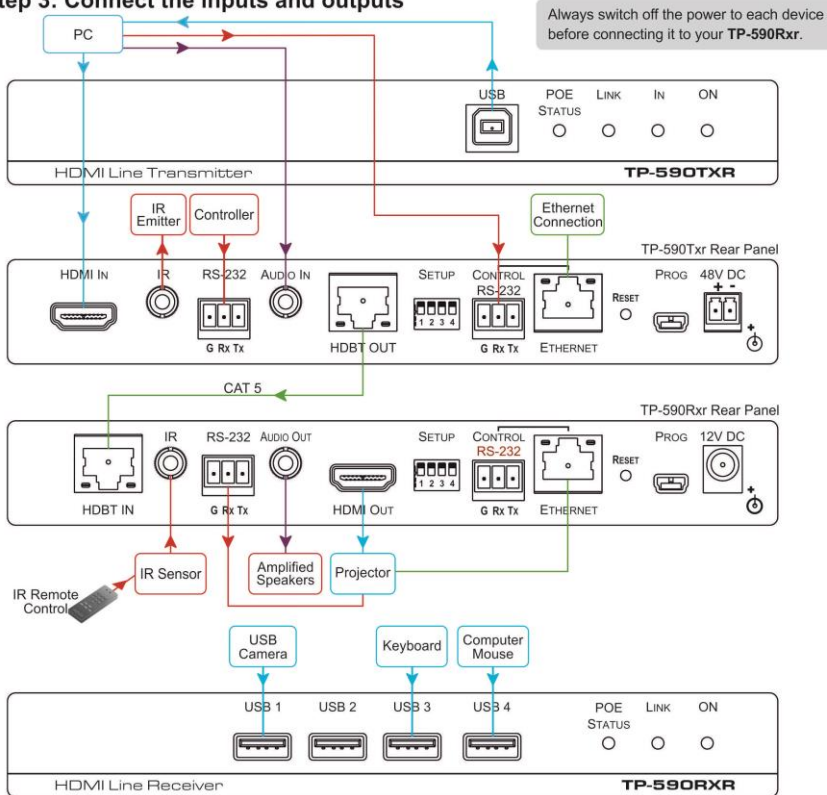 tep 3: Connect the inputs and outputs
Always switch off the power to each device
before connecting it to your TP-590Rxr.
PC
USB
POE
STATUS
LINK
IN
ON
HDMI Line Transmitter
TP-590TXR
IR
Emitter
Controller
Ethernet
Connection
TP-590Txr Rear Panel
HDMI IN
IR
RS-232
AUDIO IN
SETUP
CONTROL
RS-232
RESET
PROG
48V DC
+ -
1 2 3 4
G Rx Tx
HDBT OUT
G Rx Tx
ETHERNET
CAT 5
TP-590Rxr Rear Panel
IR
RS-232
AUDIO OUT
SETUP
CONTROL
RS-232
RESET
PROG
12V DC
1 2 3 4
HDBT IN
G Rx Tx
HDMI OUT
G Rx Tx
ETHERNET
IR Sensor
Amplified
Speakers
Projector
IR Remote
Control
USB
Camera
Keyboard
Computer
Mouse
USB 1
USB 2
USB 3
USB 4
POE
STATUS
LINK
ON
HDMI Line Receiver
TP-590RXR